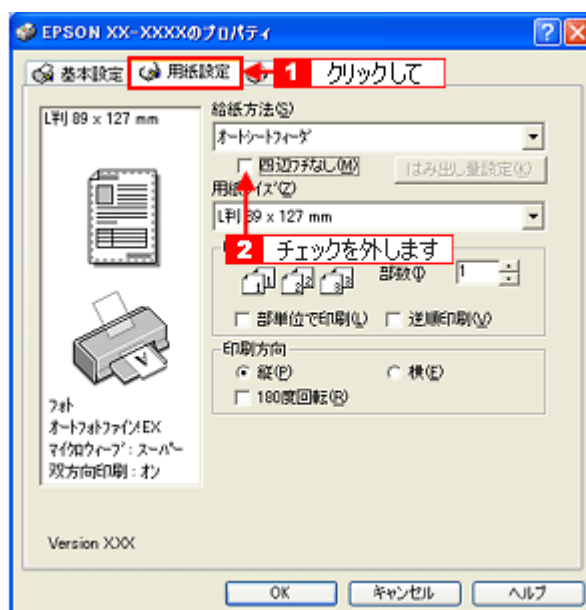 EPSON XX-XXXXのプロパティ
基本設定
用紙設定
1 クリックして
L判 89 x 127 mm
給紙方法(S)
オートシートフィーダ
四辺フチなし(M)
はみ出し量設定(K)
用紙サイズ(Z)
L判 89 x 127 mm
2 チェックを外します
部数(I)
1
部単位で印刷(L)
逆順印刷(V)
印刷方向
縦(P)
横(E)
180度回転(R)
フォト
オートフォトファイン!EX
マイクロウィーブ : スーパー
双方向印刷 : オン
Version XXX
OK
キャンセル
ヘルプ